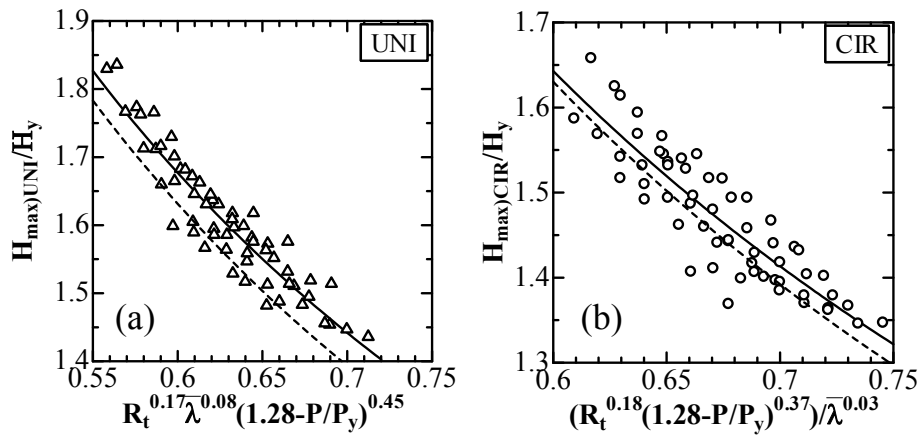 1.9
1.8
1.7
1.6
1.5
1.4
H_max)UNI/H_y
UNI
(a)
0.55 0.6 0.65 0.7 0.75
R_t^0.17 λ̄^0.08 (1.28-P/P_y)^0.45
1.7
1.6
1.5
1.4
1.3
H_max)CIR/H_y
CIR
(b)
0.6 0.65 0.7 0.75
(R_t^0.18 (1.28-P/P_y)^0.37)/λ̄^0.03